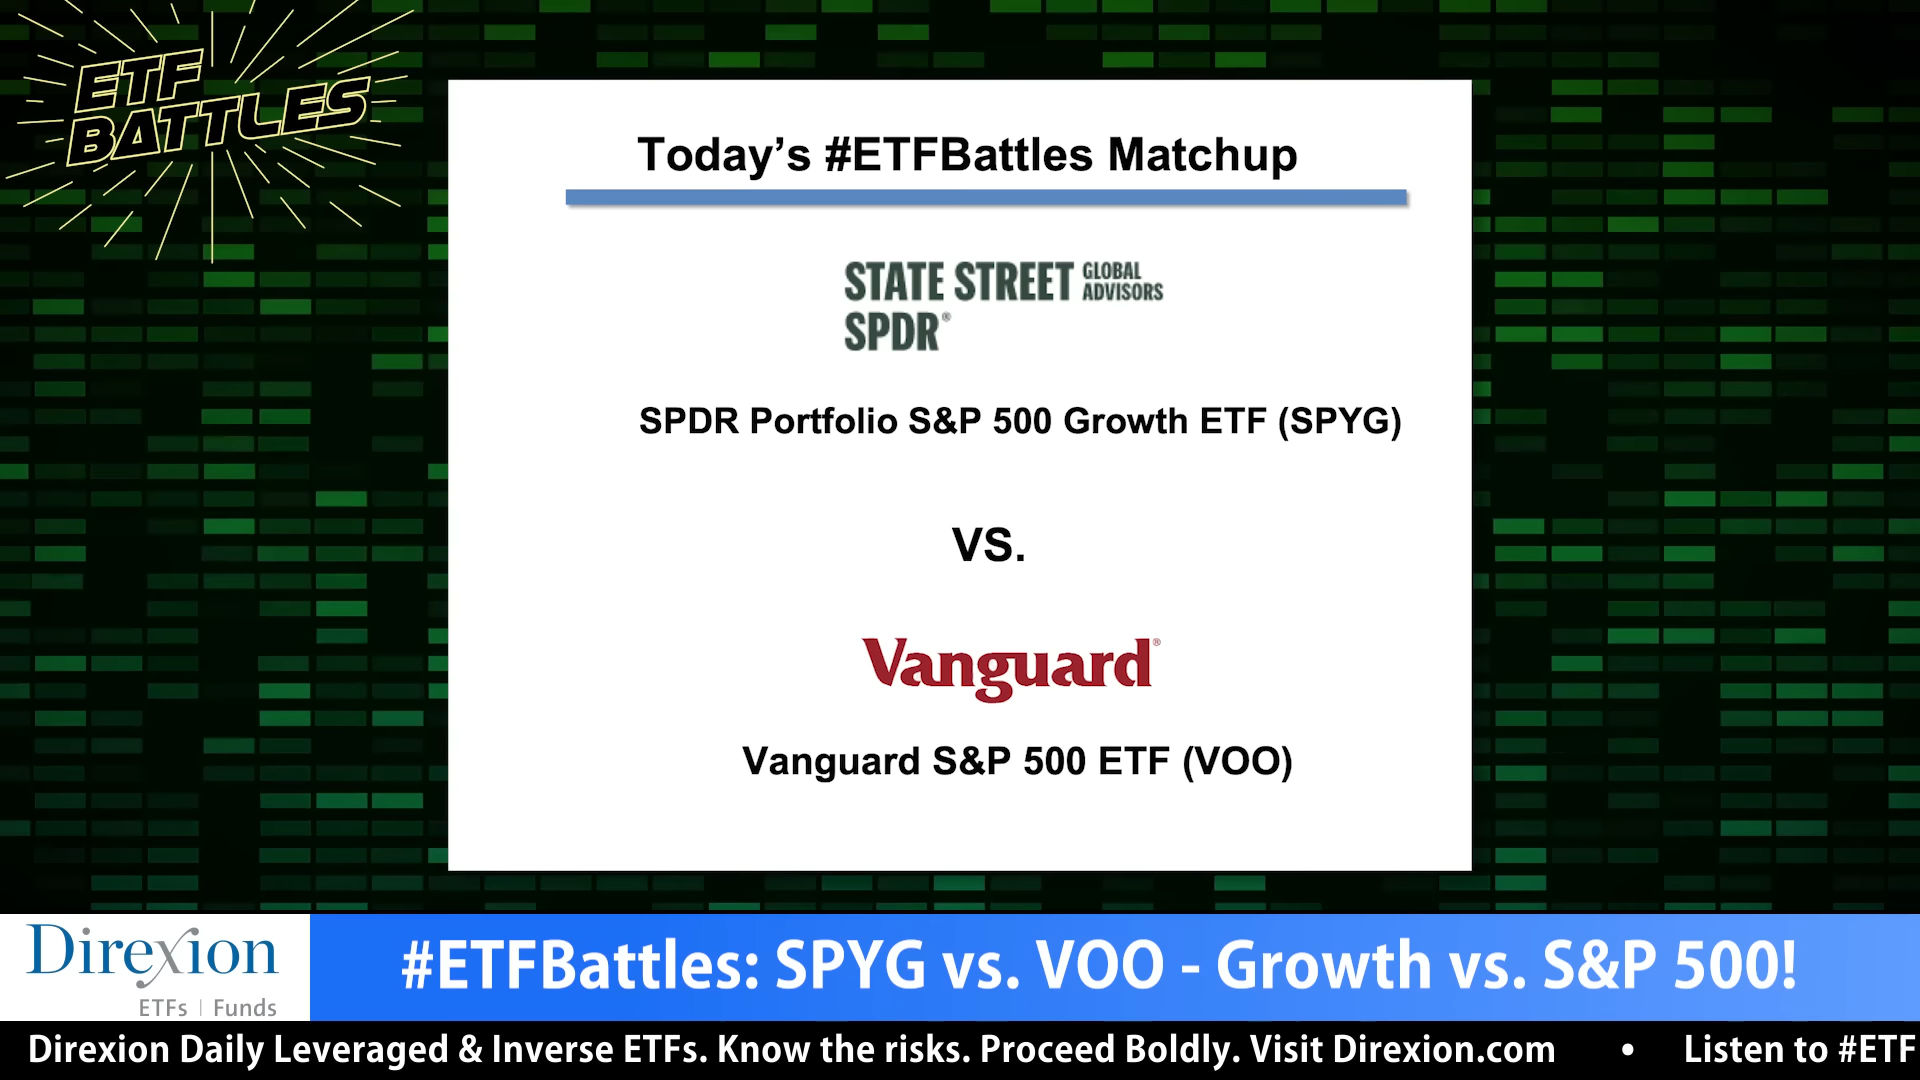 ETF
BATTLES
Today's #ETFBattles Matchup
STATE STREET GLOBAL ADVISORS
SPDR®
SPDR Portfolio S&P 500 Growth ETF (SPYG)
VS.
Vanguard®
Vanguard S&P 500 ETF (VOO)
Direxion
ETFs | Funds
#ETFBattles: SPYG vs. VOO - Growth vs. S&P 500!
Direxion Daily Leveraged & Inverse ETFs. Know the risks. Proceed Boldly. Visit Direxion.com • Listen to #ETF